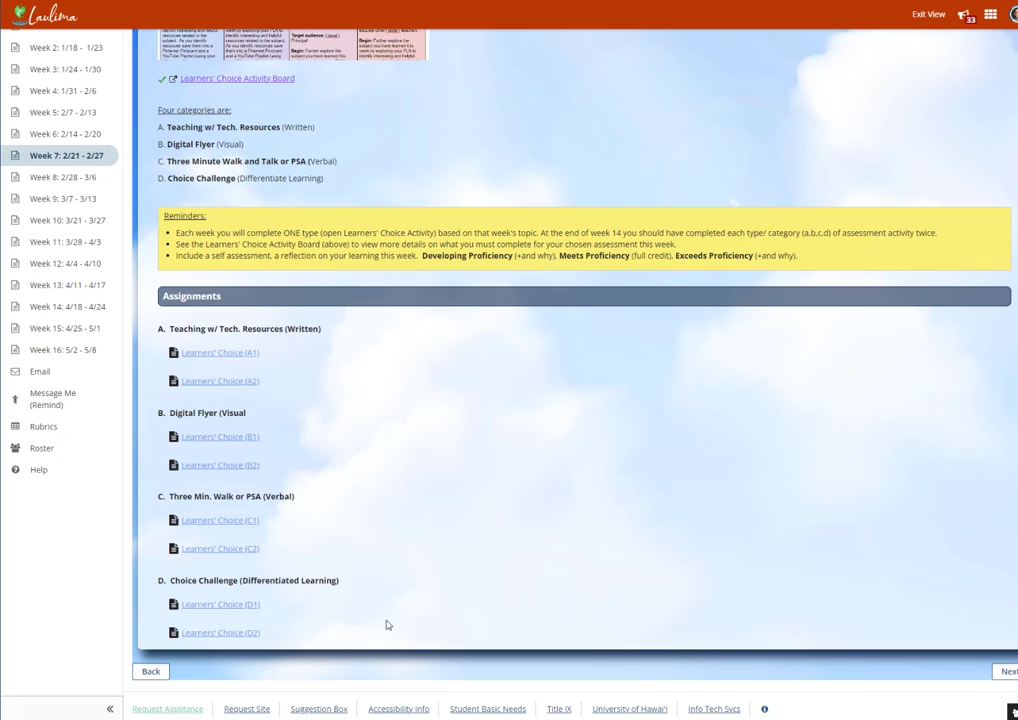 Laulima
Exit View
33
Week 2: 1/18 - 1/23
Week 3: 1/24 - 1/30
Week 4: 1/31 - 2/6
Week 5: 2/7 - 2/13
Week 6: 2/14 - 2/20
Week 7: 2/21 - 2/27
Week 8: 2/28 - 3/6
Week 9: 3/7 - 3/13
Week 10: 3/21 - 3/27
Week 11: 3/28 - 4/3
Week 12: 4/4 - 4/10
Week 13: 4/11 - 4/17
Week 14: 4/18 - 4/24
Week 15: 4/25 - 5/1
Week 16: 5/2 - 5/8
Email
Message Me
(Remind)
Rubrics
Roster
Help
Learners' Choice Activity Board
Four categories are:
A. Teaching w/ Tech. Resources (Written)
B. Digital Flyer (Visual)
C. Three Minute Walk and Talk or PSA (Verbal)
D. Choice Challenge (Differentiate Learning)
Reminders:
• Each week you will complete ONE type (open Learners' Choice Activity) based on that week's topic. At the end of week 14 you should have completed each type/ category (a,b,c,d) of assessment activity twice.
• See the Learners' Choice Activity Board (above) to view more details on what you must complete for your chosen assessment this week.
• Include a self assessment, a reflection on your learning this week. Developing Proficiency (+and why), Meets Proficiency (full credit), Exceeds Proficiency (+and why).
Assignments
A. Teaching w/ Tech. Resources (Written)
Learners' Choice (A1)
Learners' Choice (A2)
B. Digital Flyer (Visual
Learners' Choice (B1)
Learners' Choice (B2)
C. Three Min. Walk or PSA (Verbal)
Learners' Choice (C1)
Learners' Choice (C2)
D. Choice Challenge (Differentiated Learning)
Learners' Choice (D1)
Learners' Choice (D2)
Back
Next
Request Assistance
Request Site
Suggestion Box
Accessibility Info
Student Basic Needs
Title IX
University of Hawai'i
Info Tech Svcs